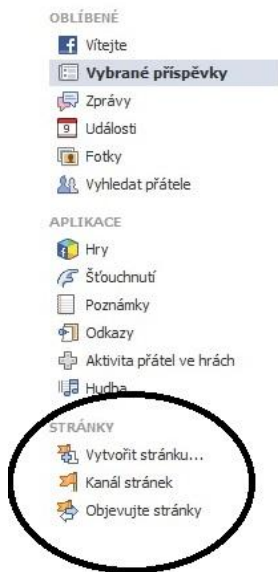 OBLÍBENÉ
Vítejte
Vybrané příspěvky
Zprávy
9 Události
Fotky
Vyhledat přátele
APLIKACE
Hry
Šťouchnutí
Poznámky
Odkazy
Aktivita přátel ve hrách
Hudba
STRÁNKY
Vytvořit stránku...
Kanál stránek
Objevujte stránky